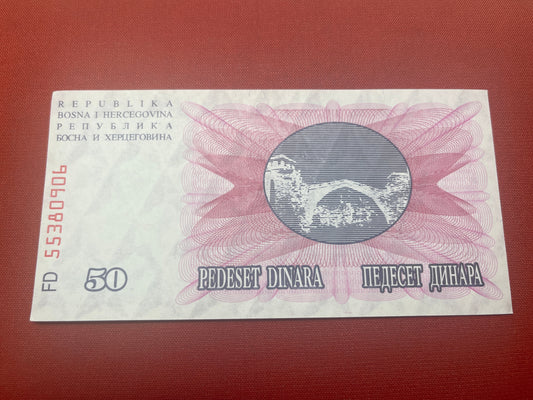 REPUBLIKA
BOSNA I HERCEGOVINA
РЕПУБЛИКА
БОСНА И ХЕРЦЕГОВИНА
FD 55380906
50
PEDESET DINARA
ПЕДЕСЕТ ДИНАРА